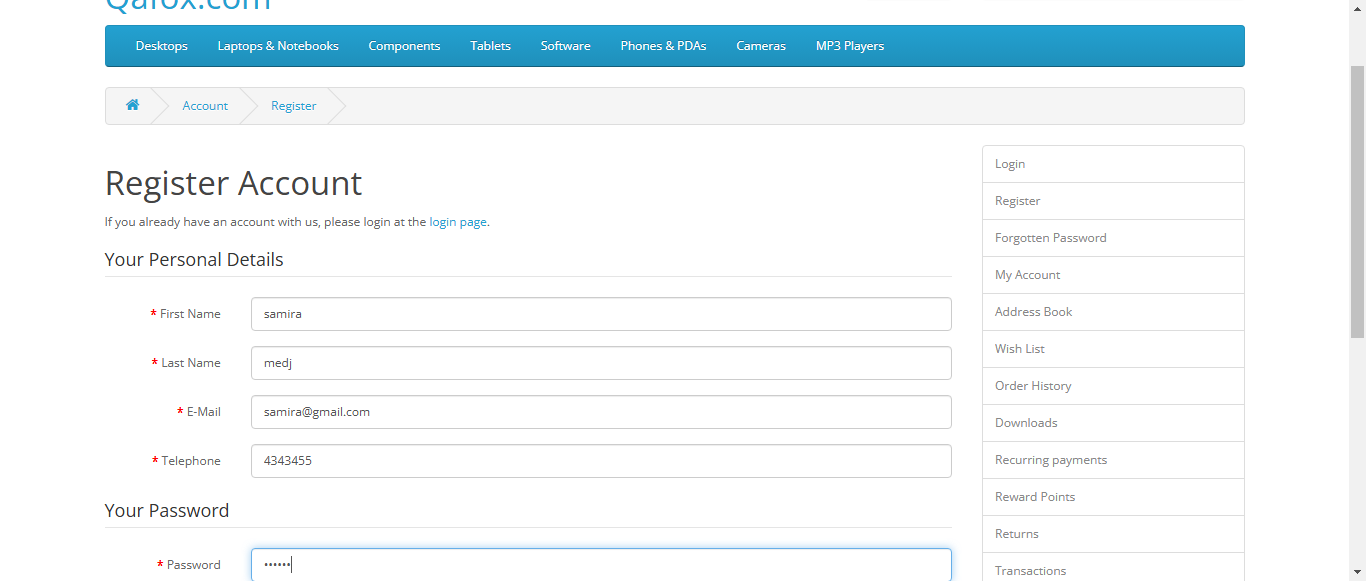 Qafox.com
Desktops Laptops & Notebooks Components Tablets Software Phones & PDAs Cameras MP3 Players
Account Register
Register Account
If you already have an account with us, please login at the login page.
Your Personal Details
* First Name samira
* Last Name medj
* E-Mail samira@gmail.com
* Telephone 4343455
Your Password
* Password ••••••
Login
Register
Forgotten Password
My Account
Address Book
Wish List
Order History
Downloads
Recurring payments
Reward Points
Returns
Transactions